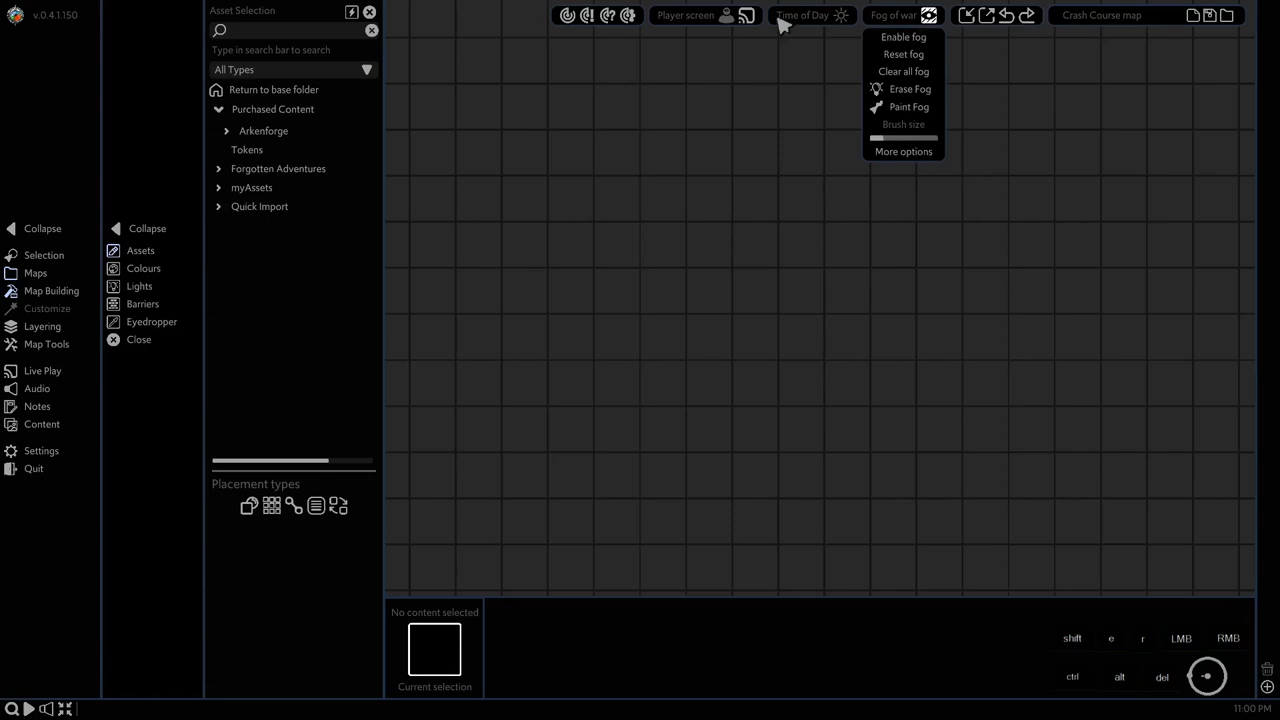 v.0.4.1.150
Collapse
Selection
Maps
Map Building
Customize
Layering
Map Tools
Live Play
Audio
Notes
Content
Settings
Quit
Collapse
Assets
Colours
Lights
Barriers
Eyedropper
Close
Asset Selection
Type in search bar to search
All Types
Return to base folder
Purchased Content
Arkenforge
Tokens
Forgotten Adventures
myAssets
Quick Import
Placement types
Player screen
Time of Day
Fog of war
Crash Course map
Enable fog
Reset fog
Clear all fog
Erase Fog
Paint Fog
Brush size
More options
No content selected
Current selection
shift e r LMB RMB
ctrl alt del
11:00 PM